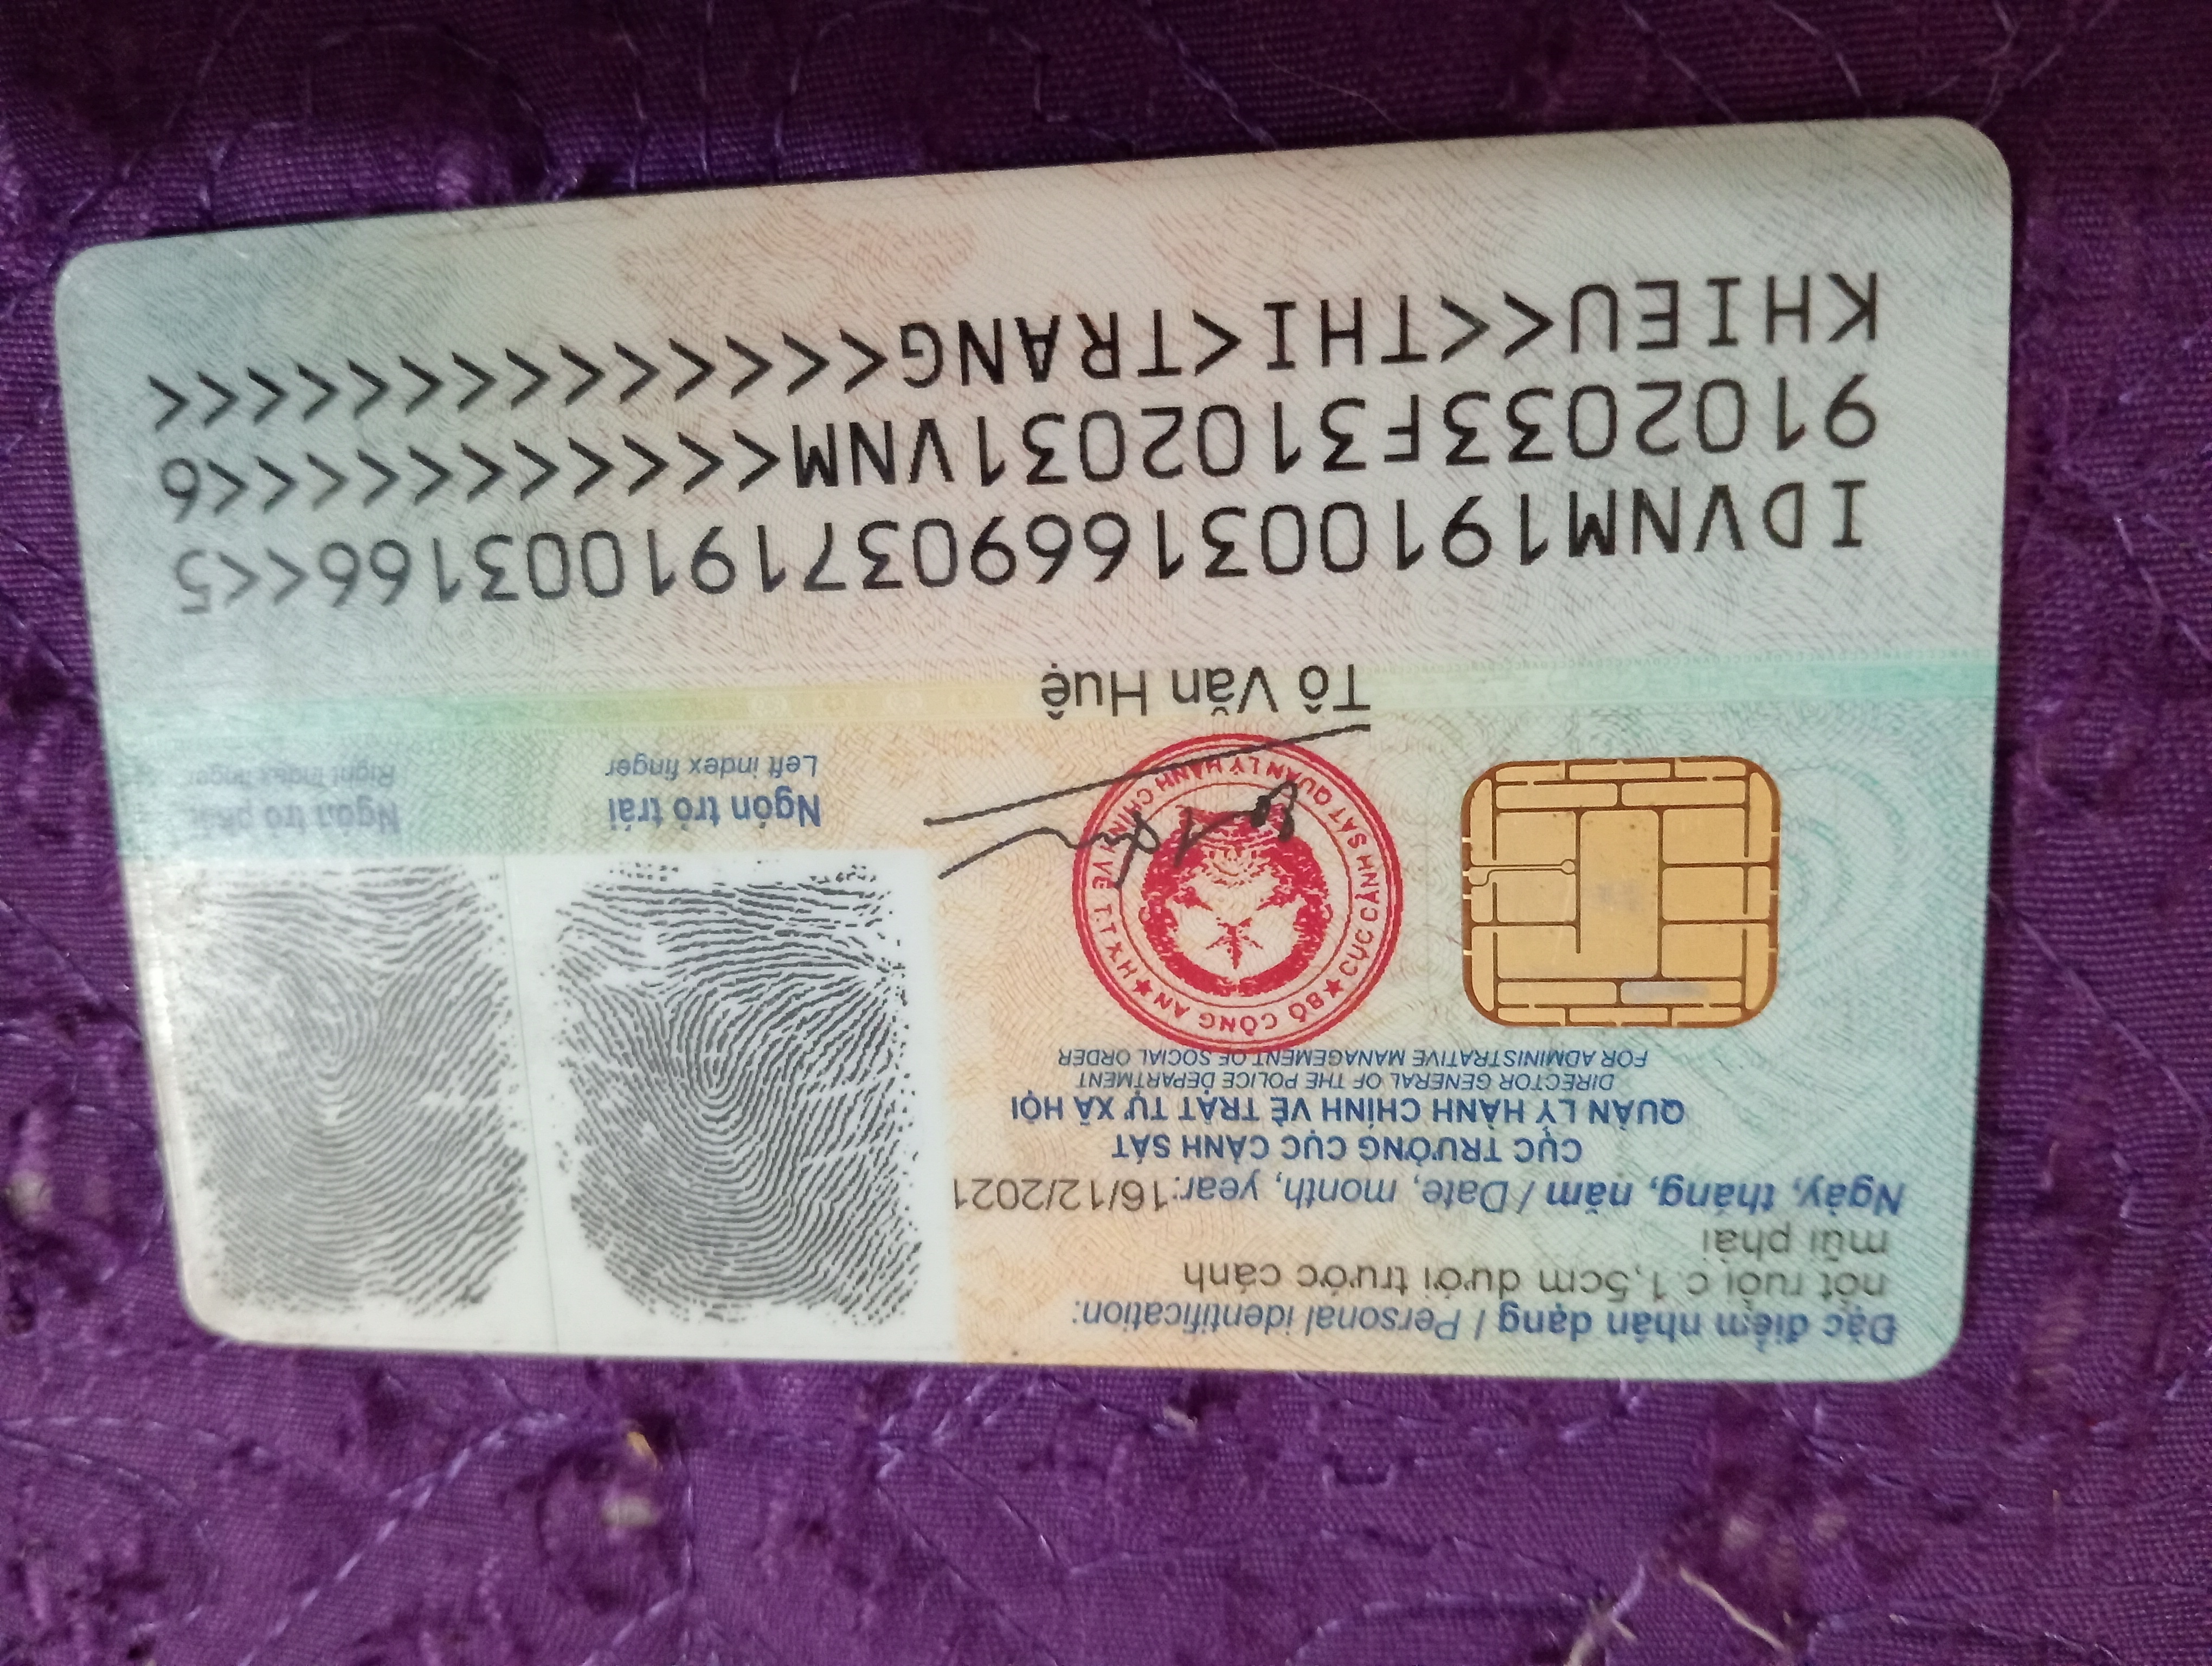 Đặc điểm nhân dạng / Personal identification:
nốt ruồi c.1,5cm dưới trước cánh
mũi phải
Ngày, tháng, năm / Date, month, year:16/12/2021
CỤC TRƯỞNG CỤC CẢNH SÁT
QUẢN LÝ HÀNH CHÍNH VỀ TRẬT TỰ XÃ HỘI
DIRECTOR GENERAL OF THE POLICE DEPARTMENT
FOR ADMINISTRATIVE MANAGEMENT OF SOCIAL ORDER
★ BỘ CÔNG AN ★ CỤC CẢNH SÁT QUẢN LÝ HÀNH CHÍNH VỀ T.T.X.H
Tô Văn Huệ
Ngón trỏ trái
Left index finger
Ngón trỏ phải
Right index finger
IDVNM1910031669037191003166<<5
9102033F3102031VNM<<<<<<<<<<<6
KHIEU<<THI<TRANG<<<<<<<<<<<<<<